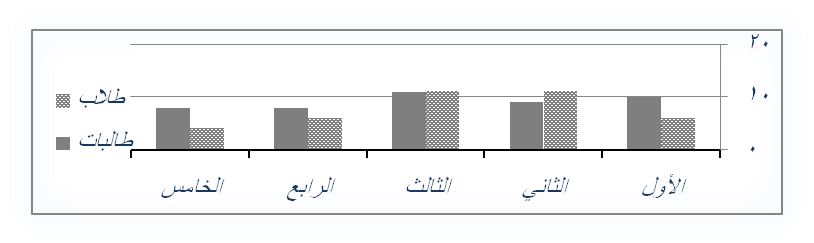 ٢٠
١٠
٠
طلاب
طالبات
الأول الثاني الثالث الرابع الخامس